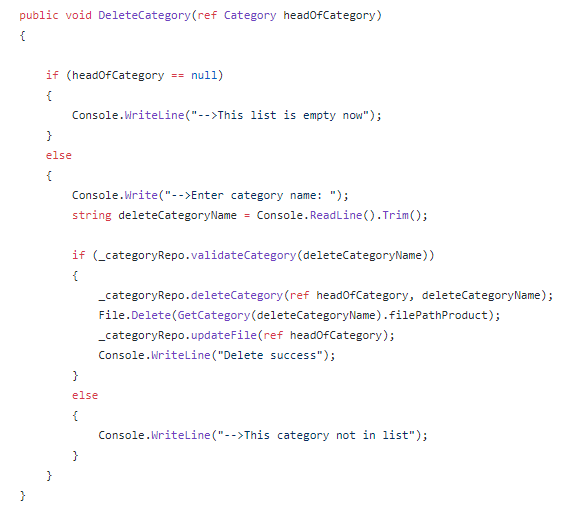 public void DeleteCategory(ref Category headOfCategory)
{
if (headOfCategory == null)
{
Console.WriteLine("-->This list is empty now");
}
else
{
Console.Write("-->Enter category name: ");
string deleteCategoryName = Console.ReadLine().Trim();
if (_categoryRepo.validateCategory(deleteCategoryName))
{
_categoryRepo.deleteCategory(ref headOfCategory, deleteCategoryName);
File.Delete(GetCategory(deleteCategoryName).filePathProduct);
_categoryRepo.updateFile(ref headOfCategory);
Console.WriteLine("Delete success");
}
else
{
Console.WriteLine("-->This category not in list");
}
}
}